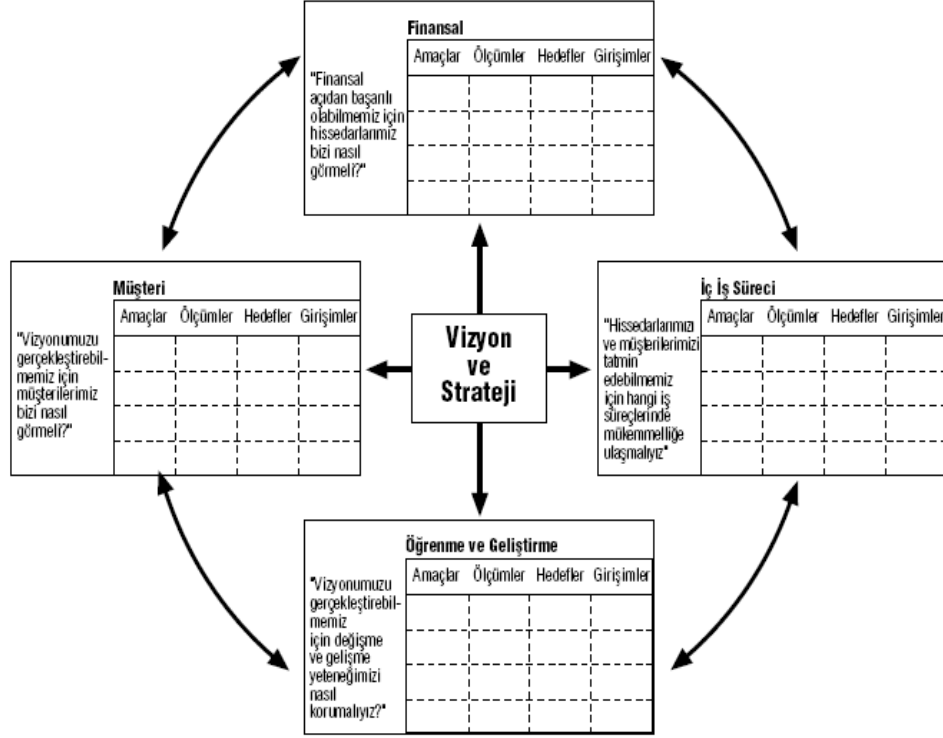 Finansal
Amaçlar Ölçümler Hedefler Girişimler
"Finansal
açıdan başarılı
olabilmemiz için
hissedarlarımız
bizi nasıl
görmeli?"
Müşteri
Amaçlar Ölçümler Hedefler Girişimler
"Vizyonumuzu
gerçekleştirebil-
memiz için
müşterilerimiz
bizi nasıl
görmeli?"
Vizyon
ve
Strateji
İç İş Süreci
Amaçlar Ölçümler Hedefler Girişimler
"Hissedarlarımızı
ve müşterilerimizi
tatmin
edebilmemiz
için hangi iş
süreçlerinde
mükemmelliğe
ulaşmalıyız"
Öğrenme ve Geliştirme
Amaçlar Ölçümler Hedefler Girişimler
"Vizyonumuzu
gerçekleştirebil-
memiz
için değişme
ve gelişme
yeteneğimizi
nasıl
korumalıyız?"